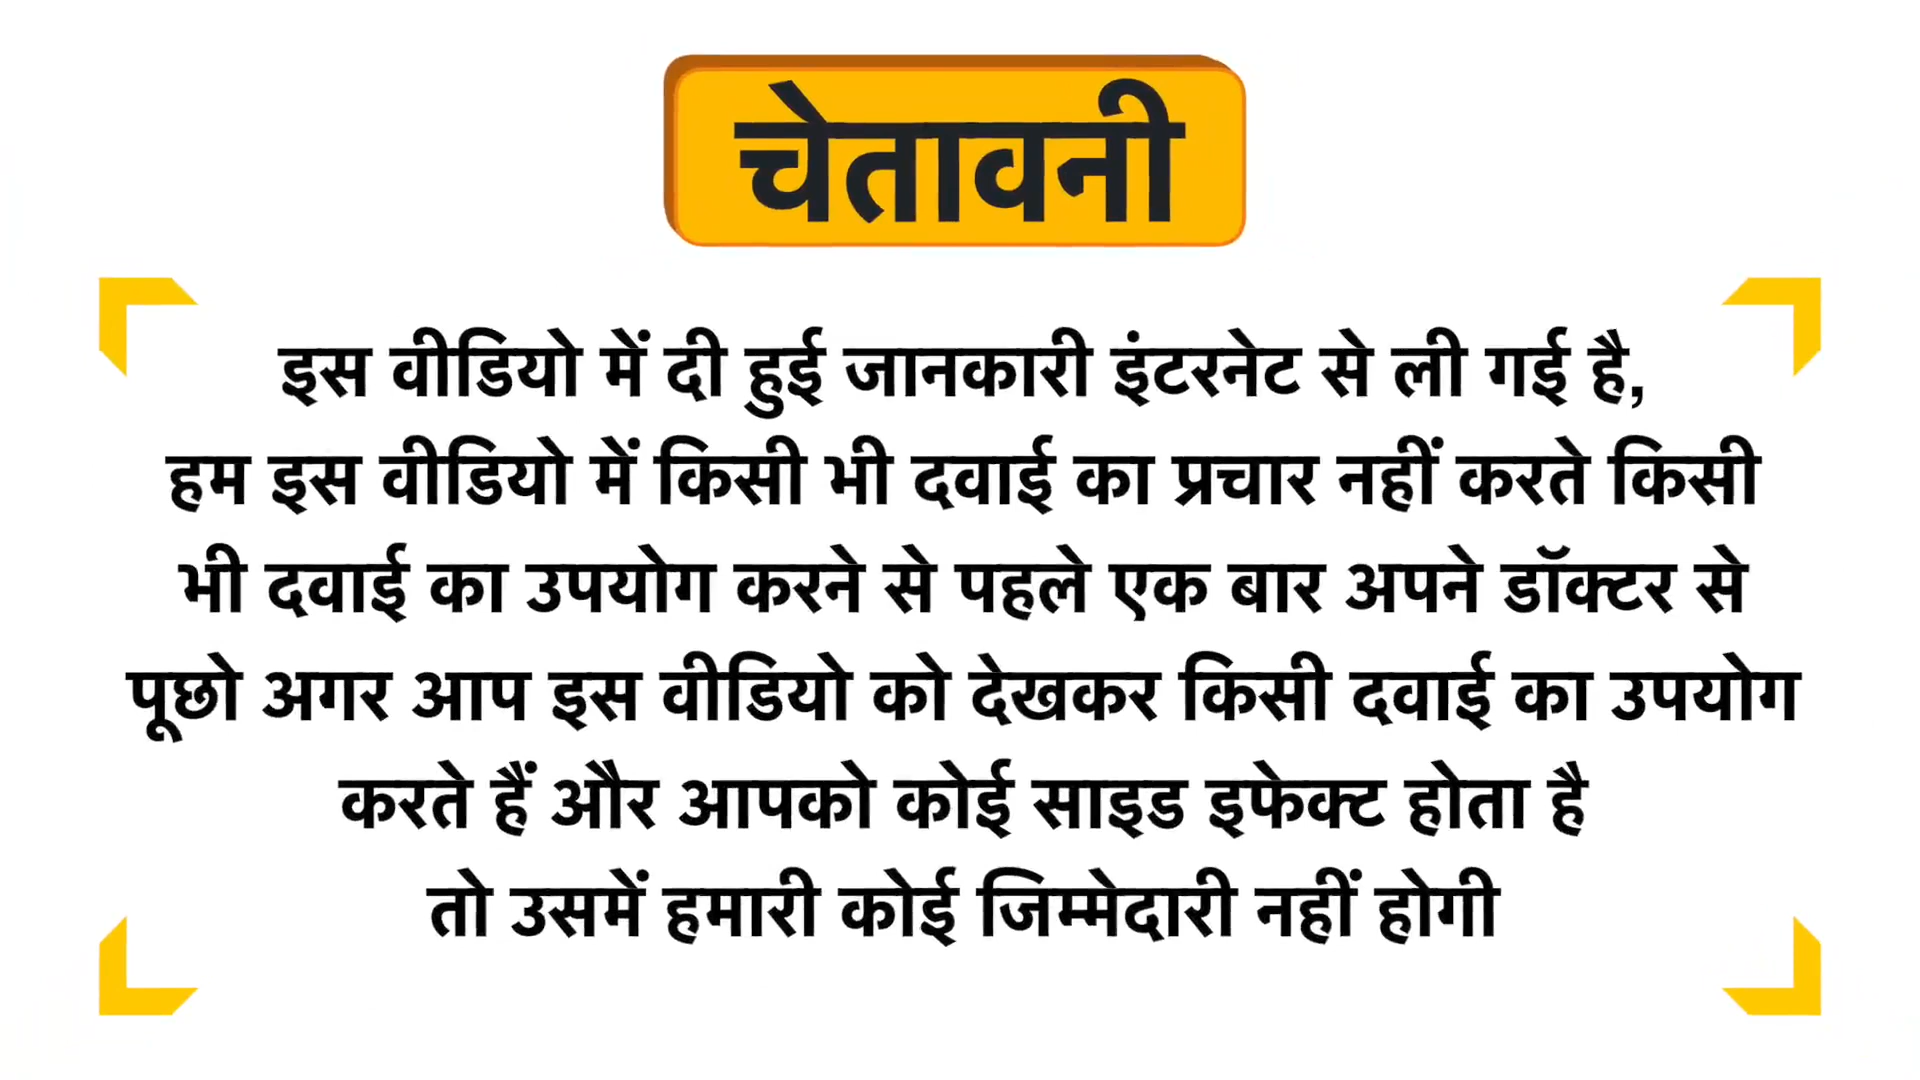 चेतावनी
इस वीडियो में दी हुई जानकारी इंटरनेट से ली गई है,
हम इस वीडियो में किसी भी दवाई का प्रचार नहीं करते किसी
भी दवाई का उपयोग करने से पहले एक बार अपने डॉक्टर से
पूछो अगर आप इस वीडियो को देखकर किसी दवाई का उपयोग
करते हैं और आपको कोई साइड इफेक्ट होता है
तो उसमें हमारी कोई जिम्मेदारी नहीं होगी